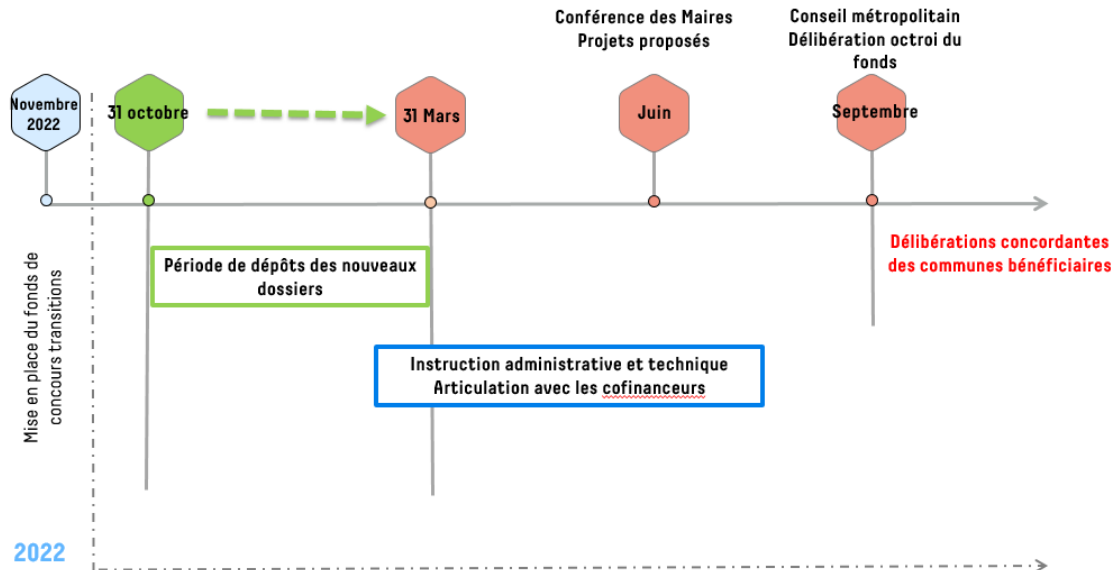 Conférence des Maires
Projets proposés
Conseil métropolitain
Délibération octroi du
fonds
Novembre
2022
31 octobre
31 Mars
Juin
Septembre
Mise en place du fonds de
concours transitions
Période de dépôts des nouveaux
dossiers
Délibérations concordantes
des communes bénéficiaires
Instruction administrative et technique
Articulation avec les cofinanceurs
2022